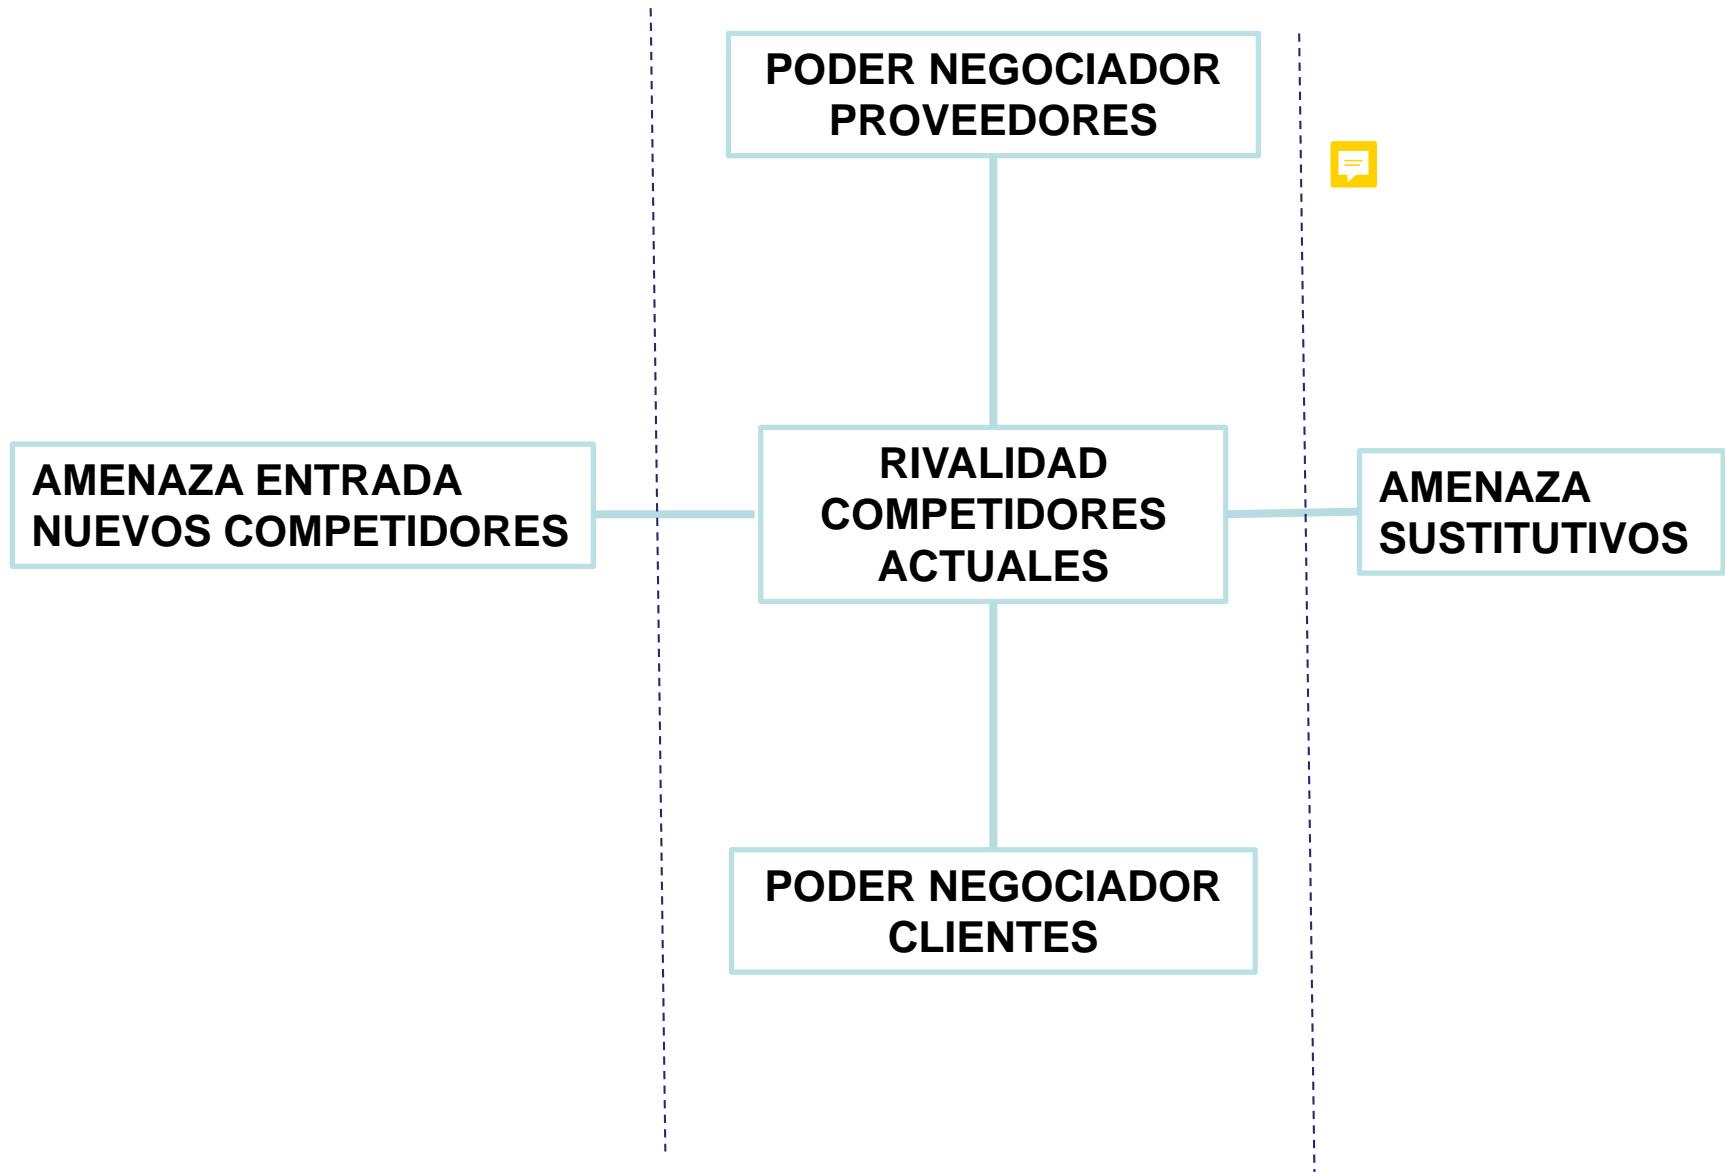 PODER NEGOCIADOR
PROVEEDORES
AMENAZA ENTRADA
NUEVOS COMPETIDORES
RIVALIDAD
COMPETIDORES
ACTUALES
AMENAZA
SUSTITUTIVOS
PODER NEGOCIADOR
CLIENTES